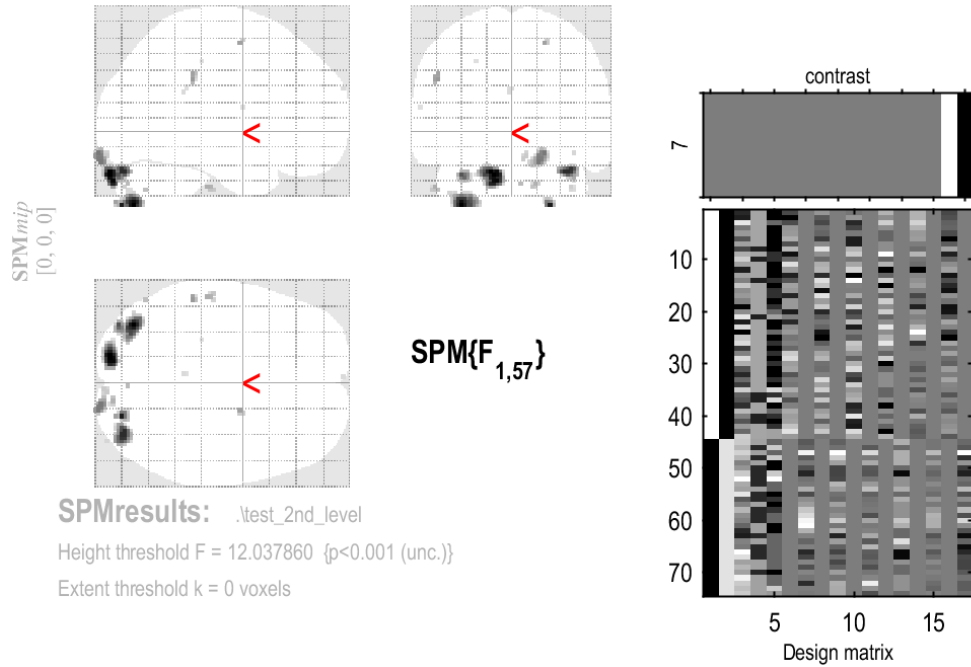 SPMmip
[0, 0, 0]
<
<
<
SPM{F1,57}
SPMresults: .\test_2nd_level
Height threshold F = 12.037860 {p<0.001 (unc.)}
Extent threshold k = 0 voxels
contrast
7
10
20
30
40
50
60
70
5 10 15
Design matrix